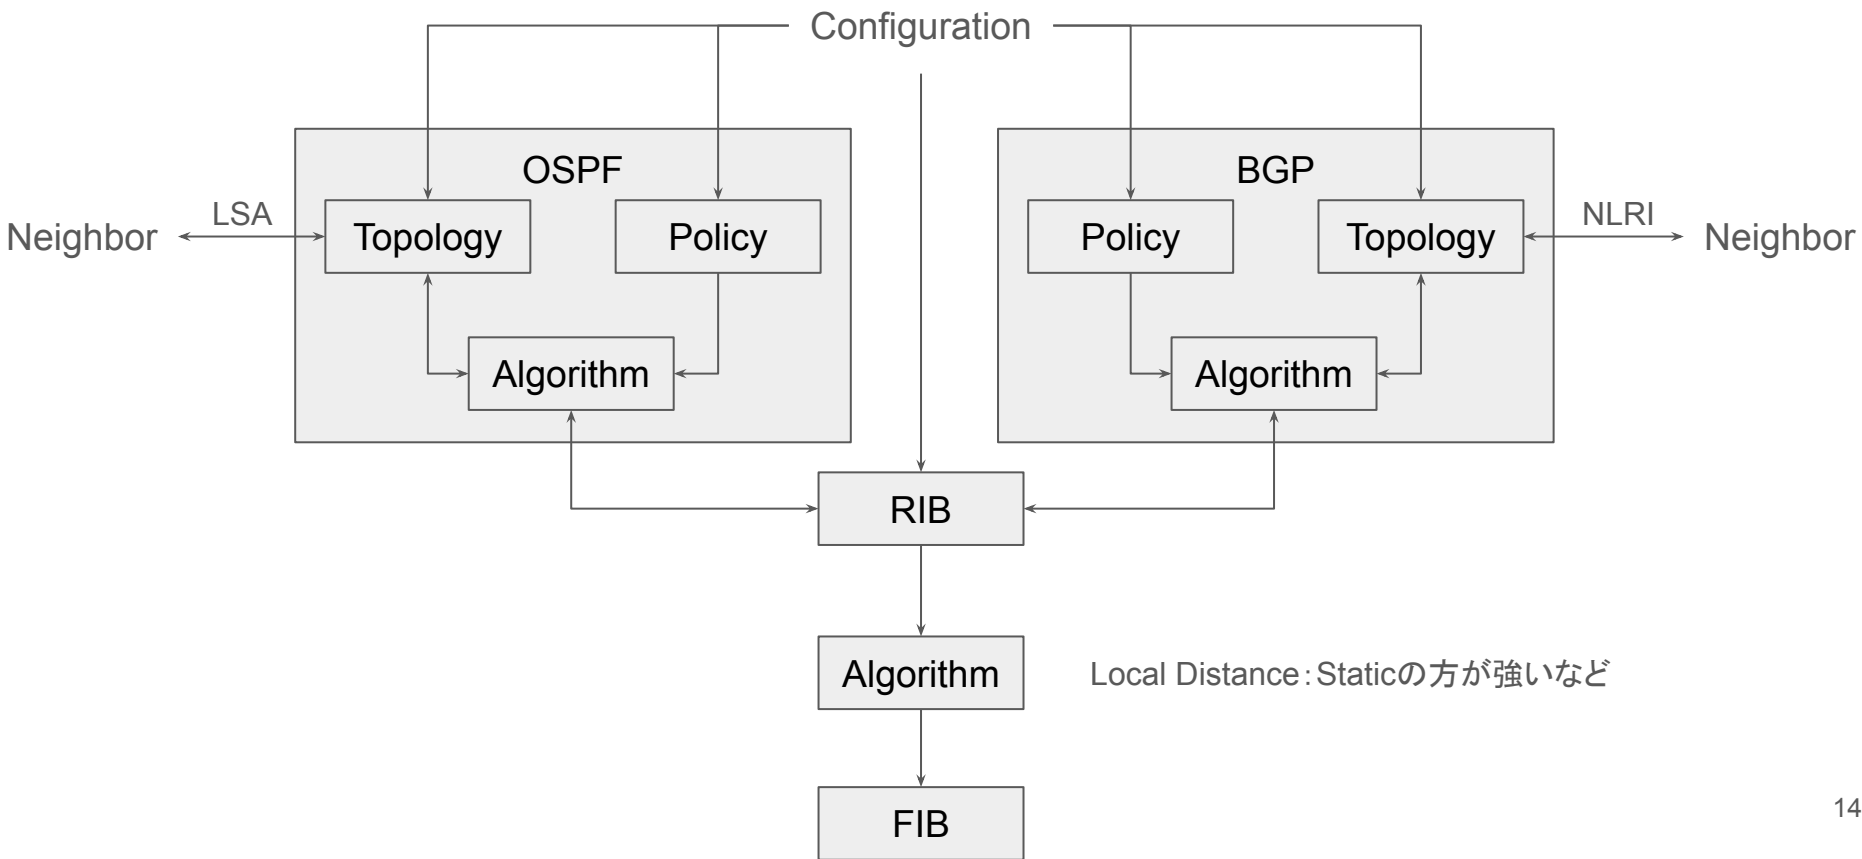 Configuration
OSPF
BGP
Neighbor
LSA
Topology
Policy
Policy
Topology
NLRI
Neighbor
Algorithm
Algorithm
RIB
Algorithm
Local Distance：Staticの方が強いなど
FIB
14